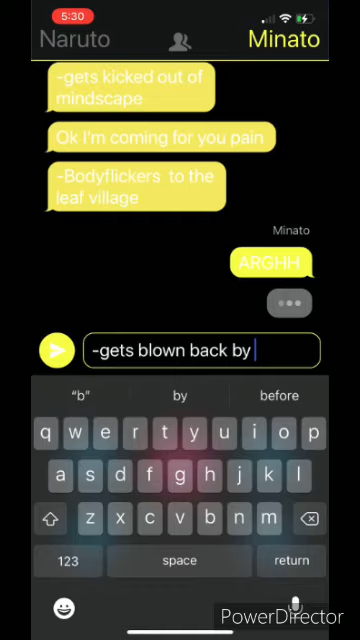 5:30
Naruto
Minato
-gets kicked out of
mindscape
Ok I'm coming for you pain
-Bodyflickers to the
leaf village
Minato
ARGHH
-gets blown back by
"b" by before
q w e r t y u i o p
a s d f g h j k l
z x c v b n m
123 space return
PowerDirector